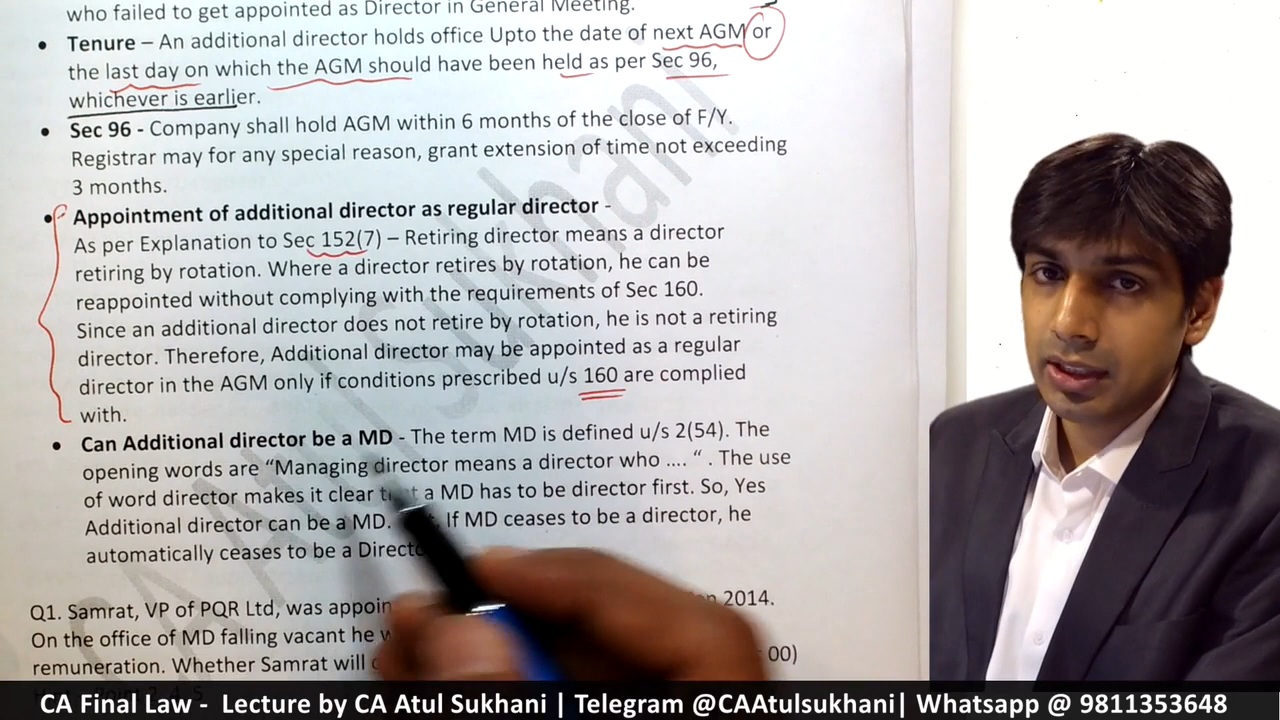 who failed to get appointed as Director in General Meeting.
• Tenure – An additional director holds office Upto the date of next AGM or
the last day on which the AGM should have been held as per Sec 96,
whichever is earlier.
• Sec 96 - Company shall hold AGM within 6 months of the close of F/Y.
Registrar may for any special reason, grant extension of time not exceeding
3 months.
• Appointment of additional director as regular director -
As per Explanation to Sec 152(7) – Retiring director means a director
retiring by rotation. Where a director retires by rotation, he can be
reappointed without complying with the requirements of Sec 160.
Since an additional director does not retire by rotation, he is not a retiring
director. Therefore, Additional director may be appointed as a regular
director in the AGM only if conditions prescribed u/s 160 are complied
with.
• Can Additional director be a MD - The term MD is defined u/s 2(54). The
opening words are “Managing director means a director who .... “ . The use
of word director makes it clear a MD has to be director first. So, Yes
Additional director can be a MD. If MD ceases to be a director, he
automatically ceases to be a
Q1. Samrat, VP of PQR Ltd, was 2014.
On the office of MD falling vacant he
remuneration. Whether Samrat will 00)
CA Atul Sukhani
CA Final Law - Lecture by CA Atul Sukhani | Telegram @CAAtulsukhani| Whatsapp @ 9811353648